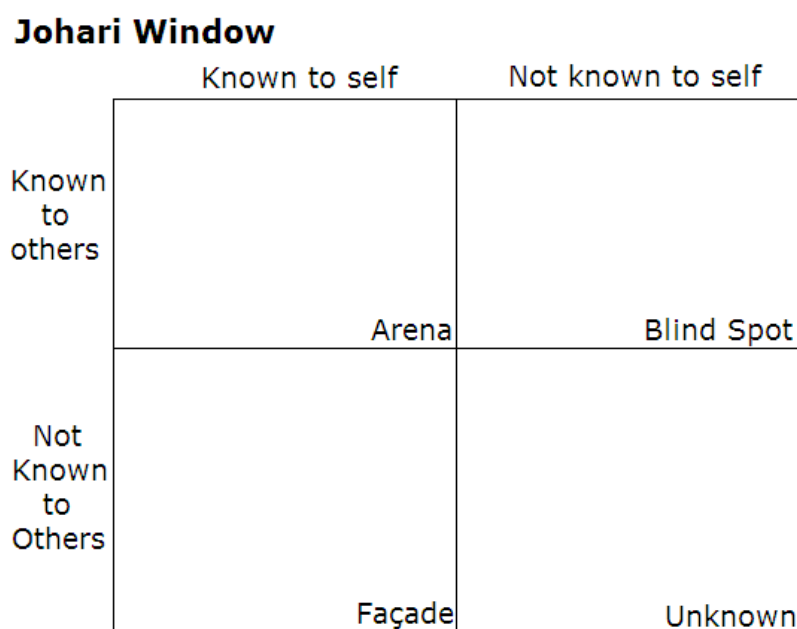 Johari Window
Known to self
Not known to self
Known
to
others
Arena
Blind Spot
Not
Known
to
Others
Façade
Unknown